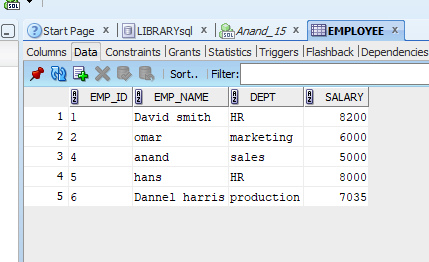 SQL
Start Page x LIBRARYsql x SQL Anand_15 x EMPLOYEE x
Columns Data Constraints Grants Statistics Triggers Flashback Dependencies
Sort.. Filter:
EMP_ID EMP_NAME DEPT SALARY
1 1 David smith HR 8200
2 2 omar marketing 6000
3 4 anand sales 5000
4 5 hans HR 8000
5 6 Dannel harris production 7035